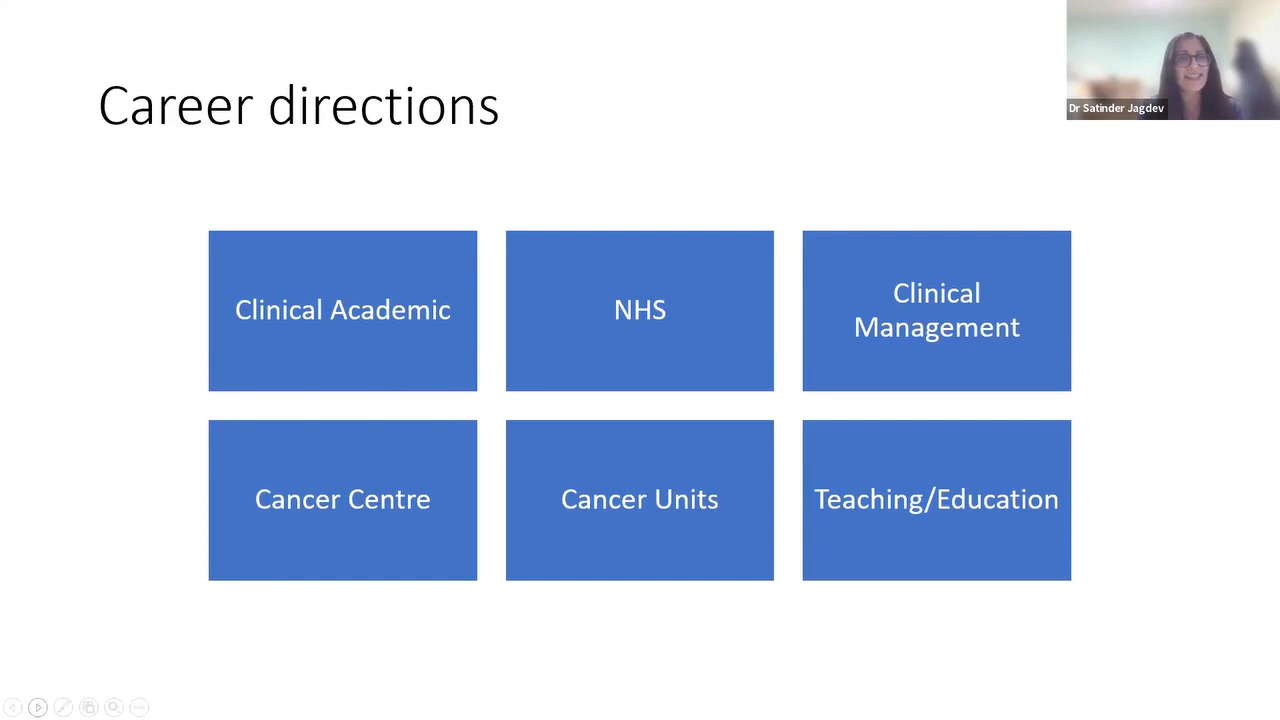 Career directions
Dr Satinder Jagdev
Clinical Academic
NHS
Clinical
Management
Cancer Centre
Cancer Units
Teaching/Education